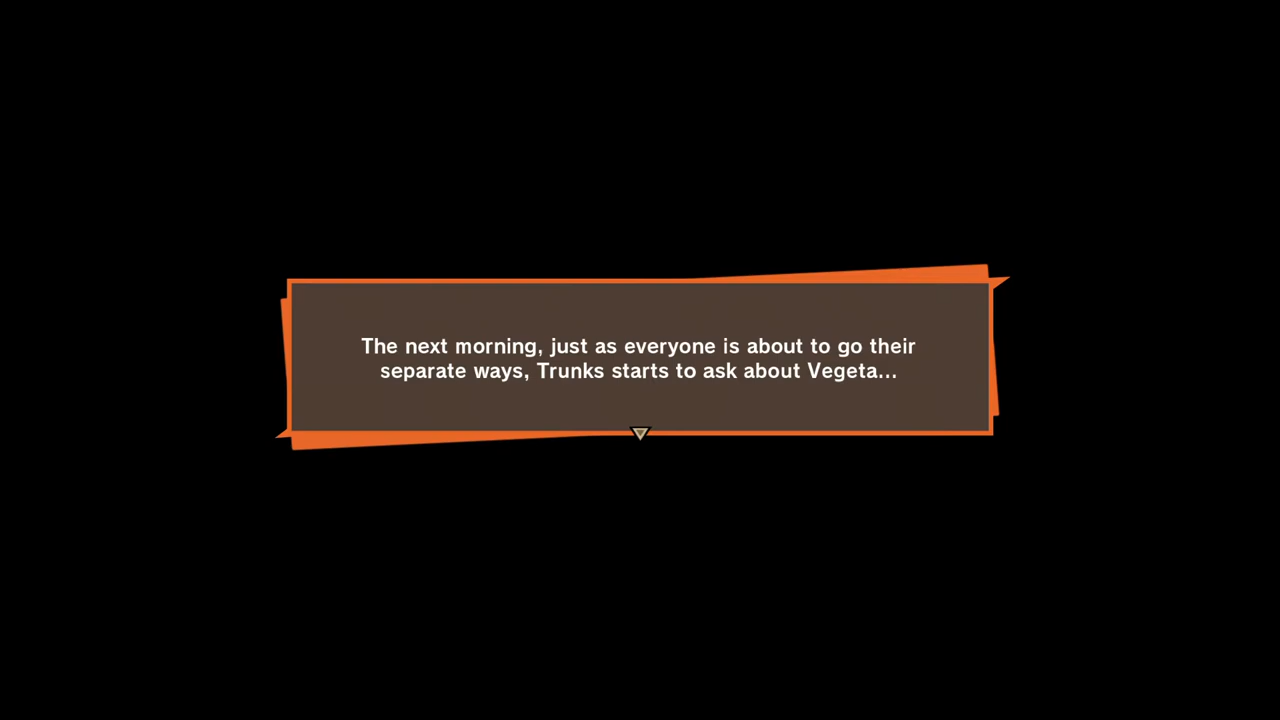 The next morning, just as everyone is about to go their
separate ways, Trunks starts to ask about Vegeta...